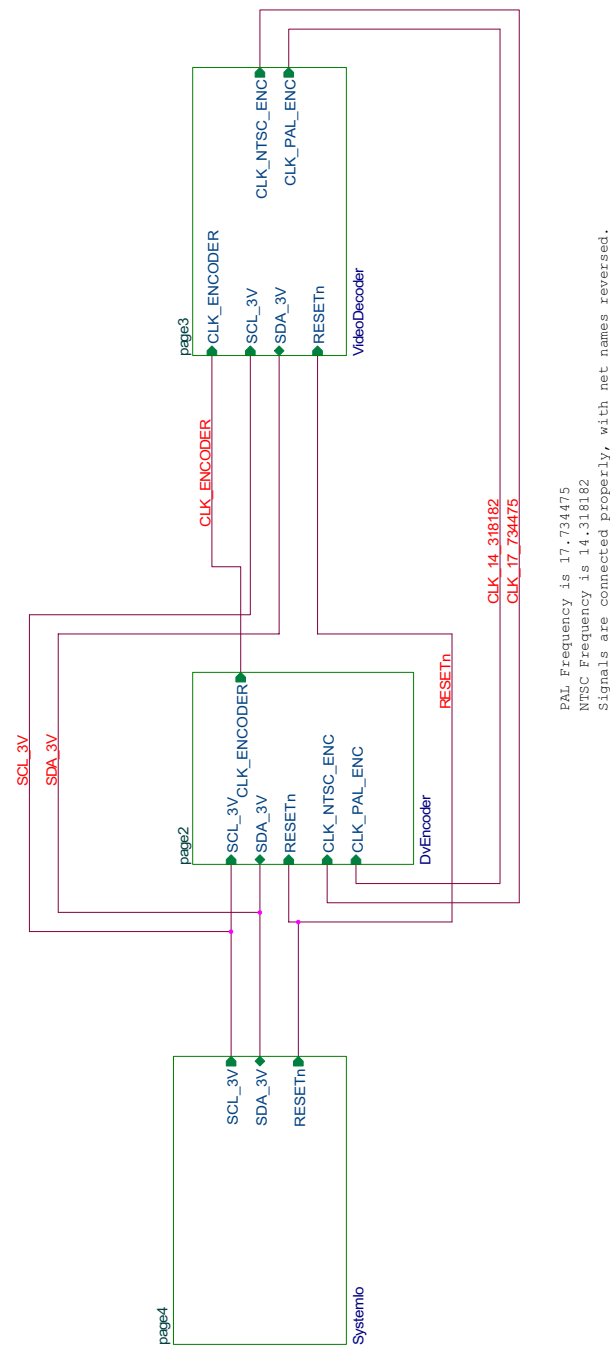 page4
SCL_3V
SDA_3V
RESETn
SystemIo
SCL_3V
SDA_3V
page2
SCL_3V
SDA_3V
RESETn
CLK_NTSC_ENC
CLK_PAL_ENC
CLK_ENCODER
DvEncoder
RESETn
CLK_ENCODER
page3
CLK_ENCODER
SCL_3V
SDA_3V
RESETn
CLK_NTSC_ENC
CLK_PAL_ENC
VideoDecoder
CLK_14_318182
CLK_17_734475
PAL Frequency is 17.734475
NTSC Frequency is 14.318182
Signals are connected properly, with net names reversed.